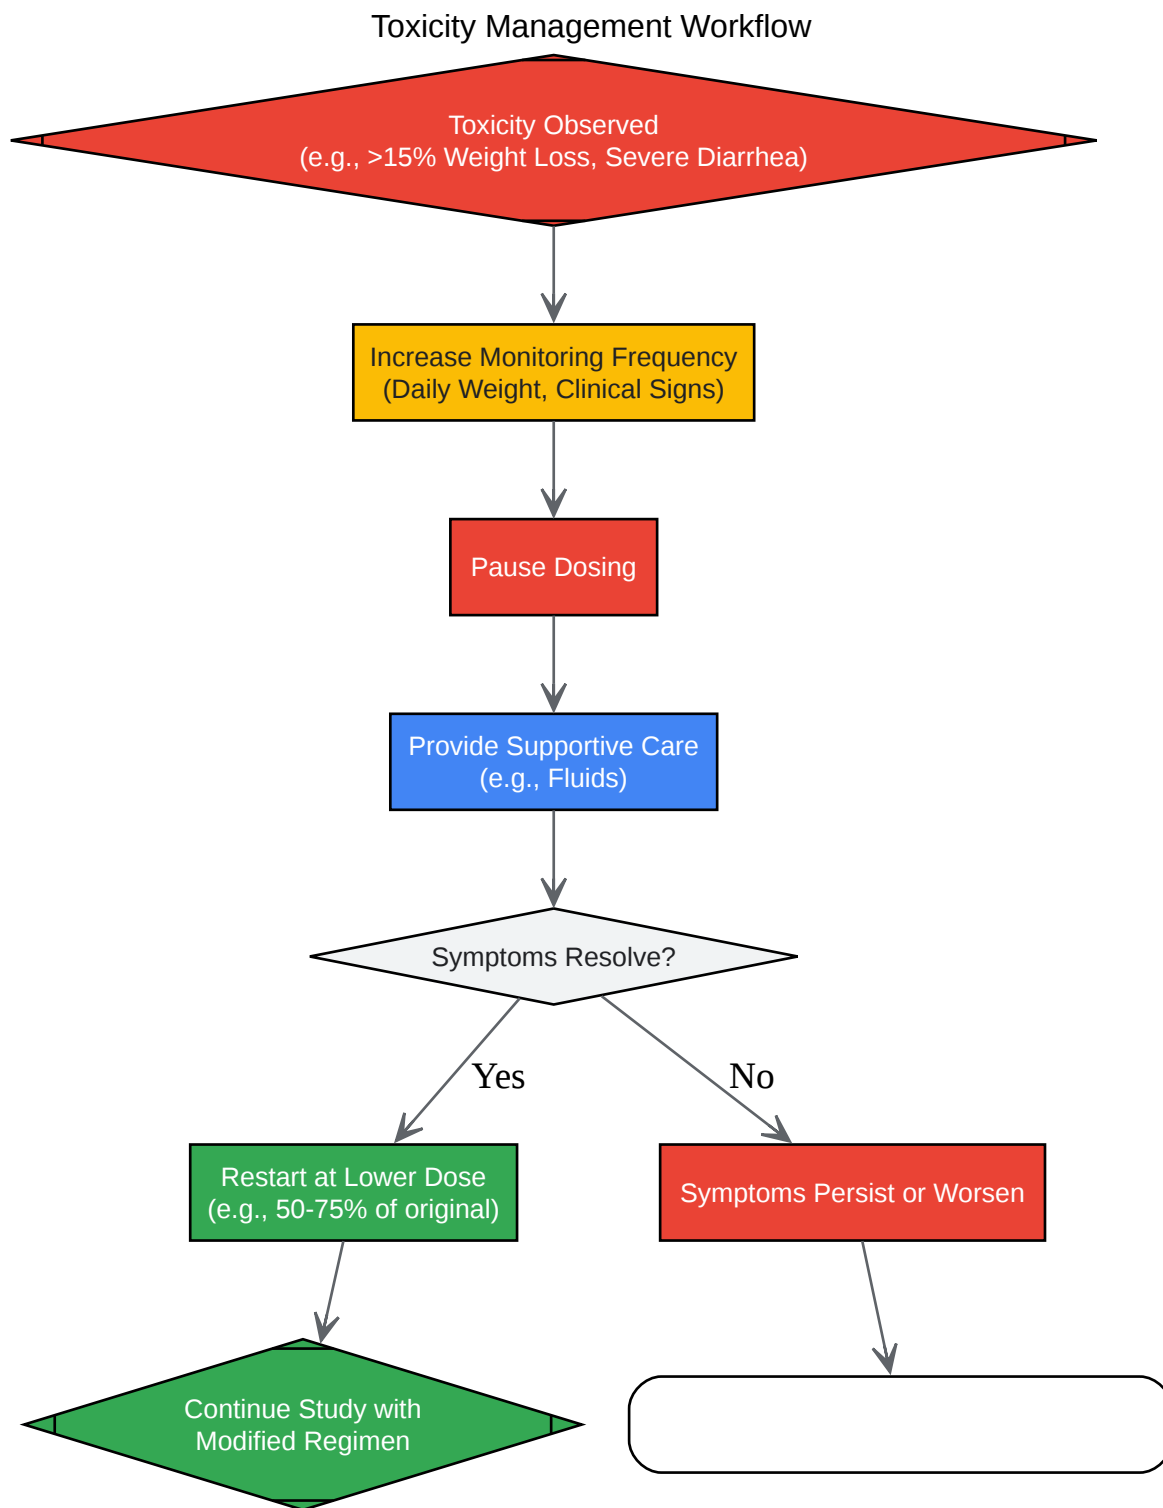 Toxicity Management Workflow
Toxicity Observed
(e.g., >15% Weight Loss, Severe Diarrhea)
Increase Monitoring Frequency
(Daily Weight, Clinical Signs)
Pause Dosing
Provide Supportive Care
(e.g., Fluids)
Symptoms Resolve?
Yes
No
Restart at Lower Dose
(e.g., 50-75% of original)
Symptoms Persist or Worsen
Continue Study with
Modified Regimen